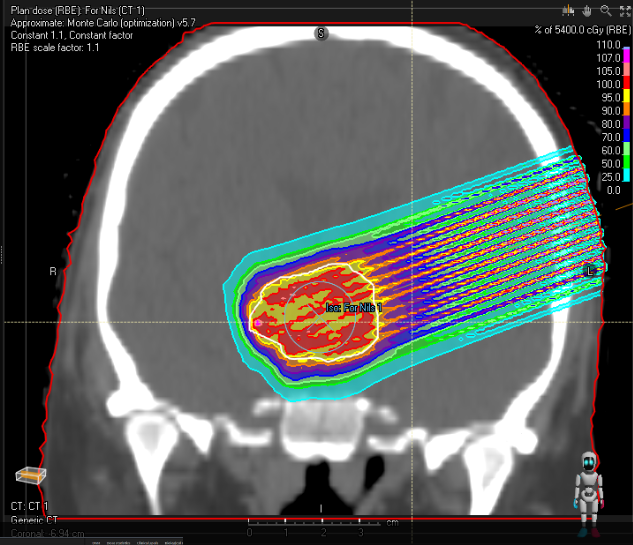 Plan dose (RBE): For Nils (CT 1)
Approximate: Monte Carlo (optimization) v5.7
Constant 1.1, Constant factor
RBE scale factor: 1.1
S
% of 5400.0 cGy (RBE)
110.0
107.0
105.0
100.0
95.0
90.0
80.0
70.0
60.0
50.0
25.0
0.0
R
L
Iso: For Nils 1
CT: CT 1
Generic CT
Coronal: -6.94 cm
I
0 1 2 3 cm